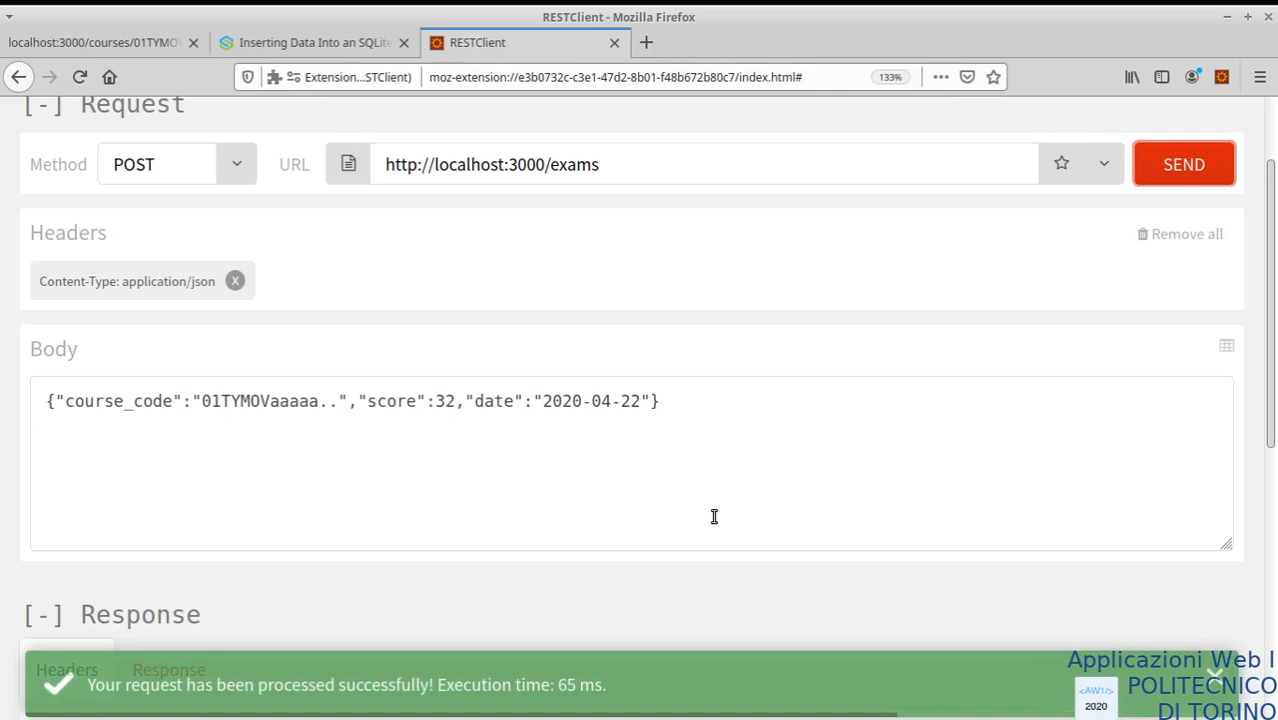 RESTClient - Mozilla Firefox
localhost:3000/courses/01TYMO
Inserting Data Into an SQLite
RESTClient
Extension...STClient)
moz-extension://e3b0732c-c3e1-47d2-8b01-f48b672b80c7/index.html#
133%
[-] Request
Method
POST
URL
http://localhost:3000/exams
SEND
Headers
Remove all
Content-Type: application/json
X
Body
{"course_code":"01TYMOVaaaaa..","score":32,"date":"2020-04-22"}
[-] Response
Headers
Response
Your request has been processed successfully! Execution time: 65 ms.
Applicazioni Web I
POLITECNICO
DI TORINO
<AW1/>
2020